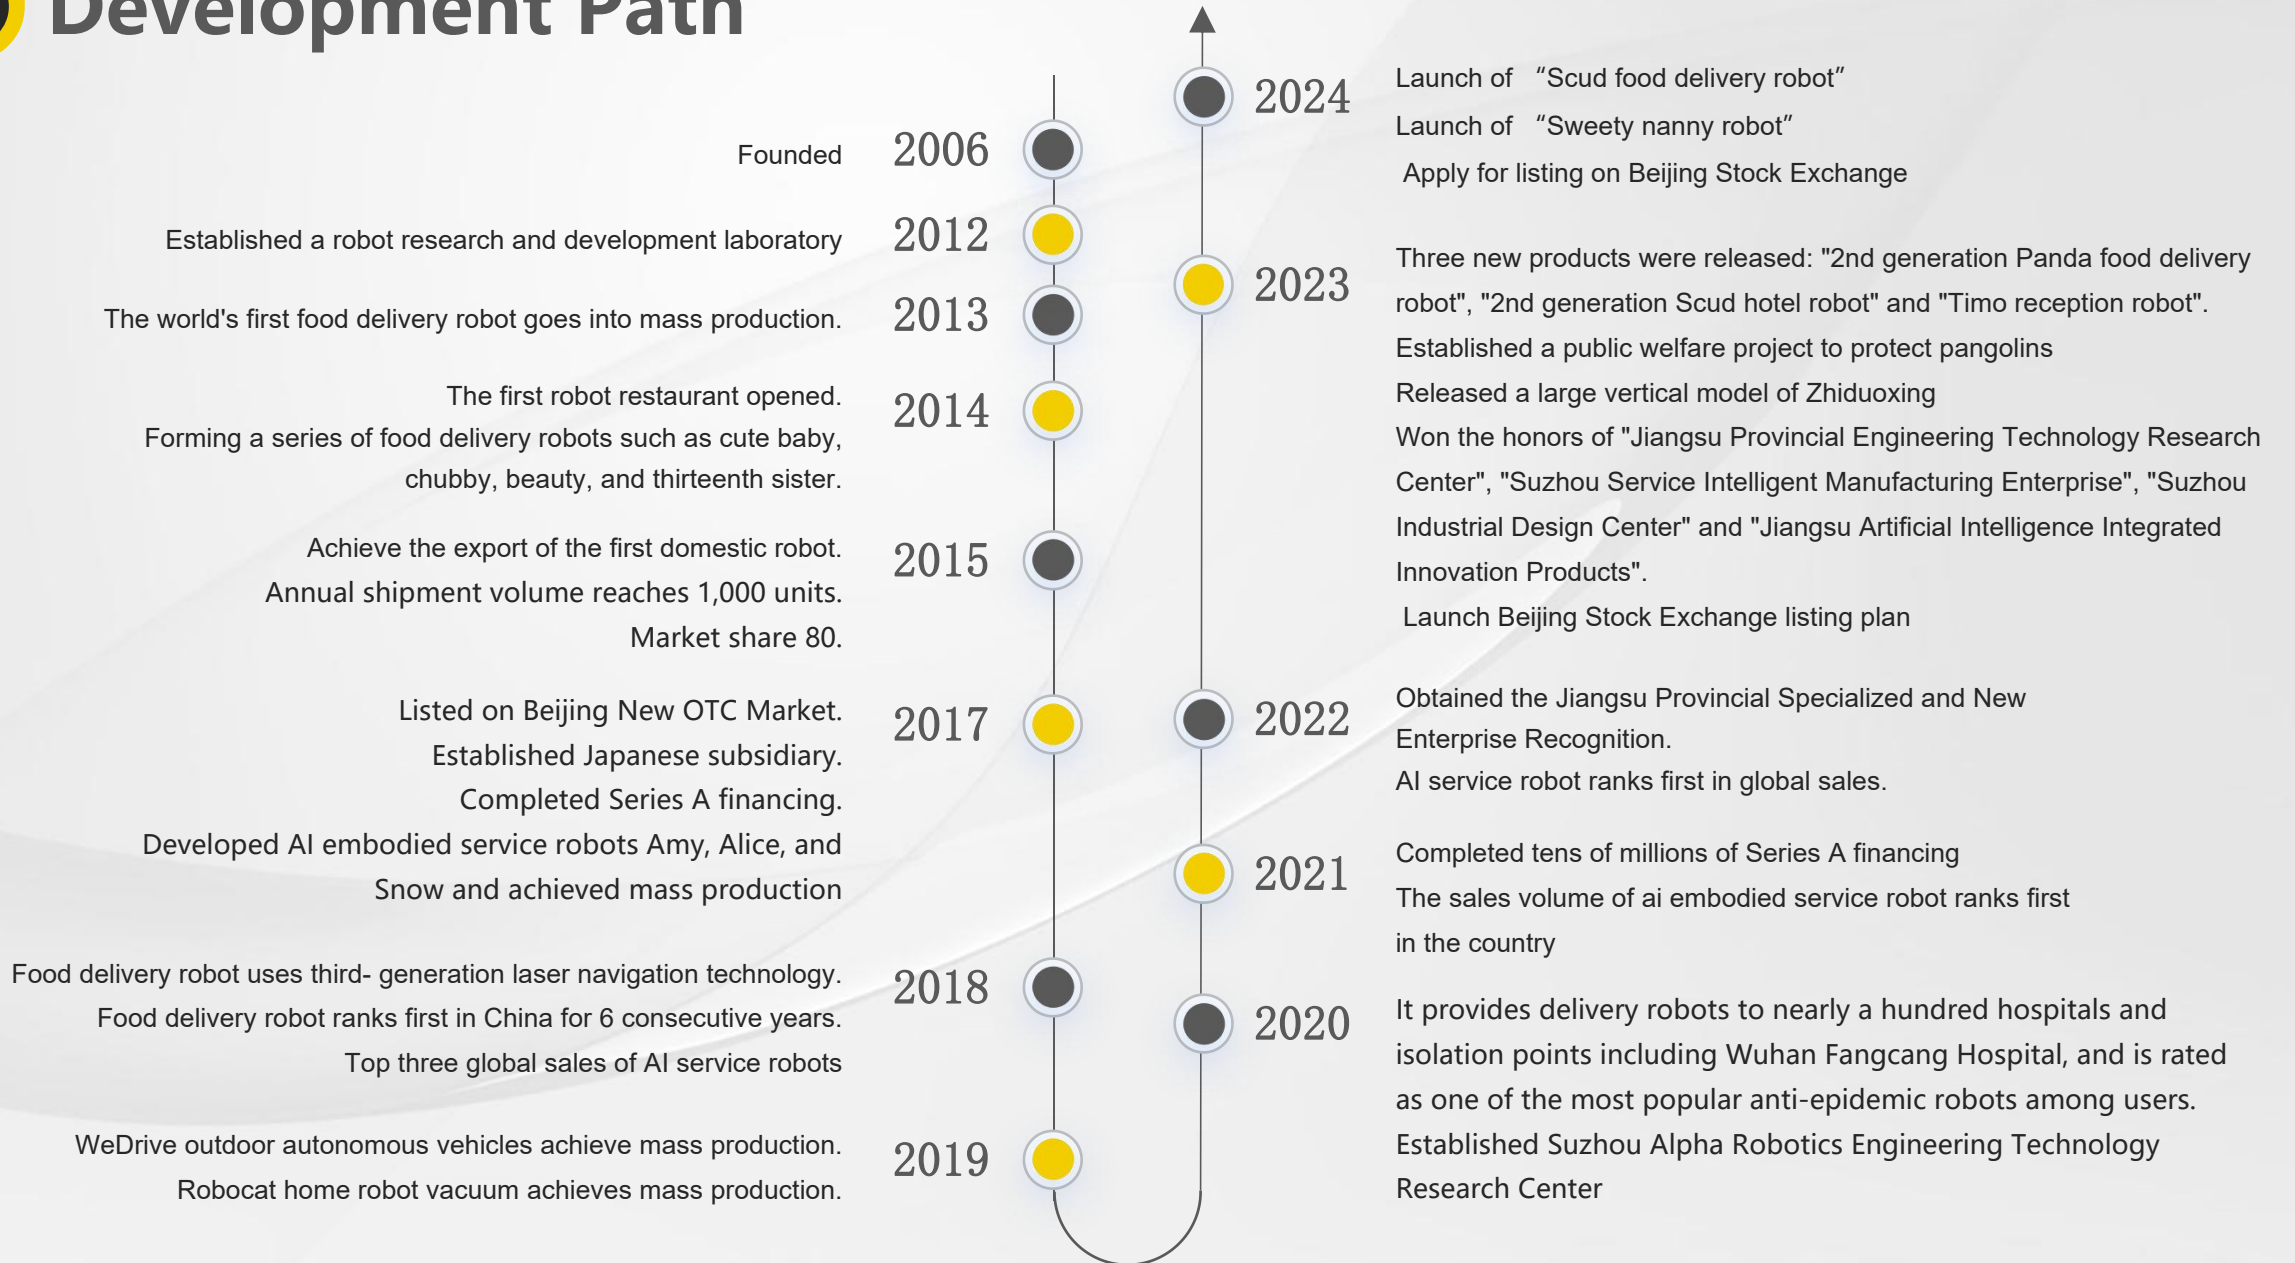 Development Path
2006
Founded
2012
Established a robot research and development laboratory
2013
The world's first food delivery robot goes into mass production.
2014
The first robot restaurant opened.
Forming a series of food delivery robots such as cute baby,
chubby, beauty, and thirteenth sister.
2015
Achieve the export of the first domestic robot.
Annual shipment volume reaches 1,000 units.
Market share 80.
2017
Listed on Beijing New OTC Market.
Established Japanese subsidiary.
Completed Series A financing.
Developed AI embodied service robots Amy, Alice, and
Snow and achieved mass production
2018
Food delivery robot uses third- generation laser navigation technology.
Food delivery robot ranks first in China for 6 consecutive years.
Top three global sales of AI service robots
2019
WeDrive outdoor autonomous vehicles achieve mass production.
Robocat home robot vacuum achieves mass production.
2024
Launch of “Scud food delivery robot”
Launch of “Sweety nanny robot”
Apply for listing on Beijing Stock Exchange
2023
Three new products were released: "2nd generation Panda food delivery
robot", "2nd generation Scud hotel robot" and "Timo reception robot".
Established a public welfare project to protect pangolins
Released a large vertical model of Zhiduoxing
Won the honors of "Jiangsu Provincial Engineering Technology Research
Center", "Suzhou Service Intelligent Manufacturing Enterprise", "Suzhou
Industrial Design Center" and "Jiangsu Artificial Intelligence Integrated
Innovation Products".
Launch Beijing Stock Exchange listing plan
2022
Obtained the Jiangsu Provincial Specialized and New
Enterprise Recognition.
AI service robot ranks first in global sales.
2021
Completed tens of millions of Series A financing
The sales volume of ai embodied service robot ranks first
in the country
2020
It provides delivery robots to nearly a hundred hospitals and
isolation points including Wuhan Fangcang Hospital, and is rated
as one of the most popular anti-epidemic robots among users.
Established Suzhou Alpha Robotics Engineering Technology
Research Center